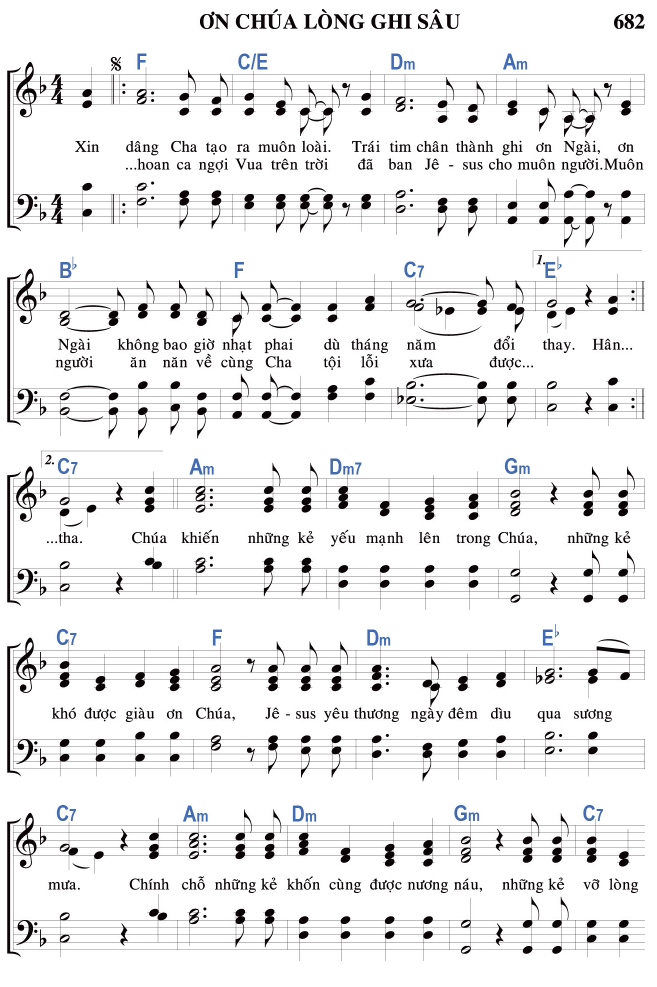 ƠN CHÚA LÒNG GHI SÂU 682
F C/E Dm Am
Xin dâng Cha tạo ra muôn loài. Trái tim chân thành ghi ơn Ngài, ơn
...hoan ca ngợi Vua trên trời đã ban Jê - sus cho muôn người. Muôn
B♭ F C7 1. E♭
Ngài không bao giờ nhạt phai dù tháng năm đổi thay. Hân...
người ăn năn về cùng Cha tội lỗi xưa được...
2. C7 Am Dm7 Gm
...tha. Chúa khiến những kẻ yếu mạnh lên trong Chúa, những kẻ
C7 F Dm E♭
khó được giàu ơn Chúa, Jê - sus yêu thương ngày đêm dìu qua sương
C7 Am Dm Gm C7
mưa. Chính chỗ những kẻ khốn cùng được nương náu, những kẻ vỡ lòng